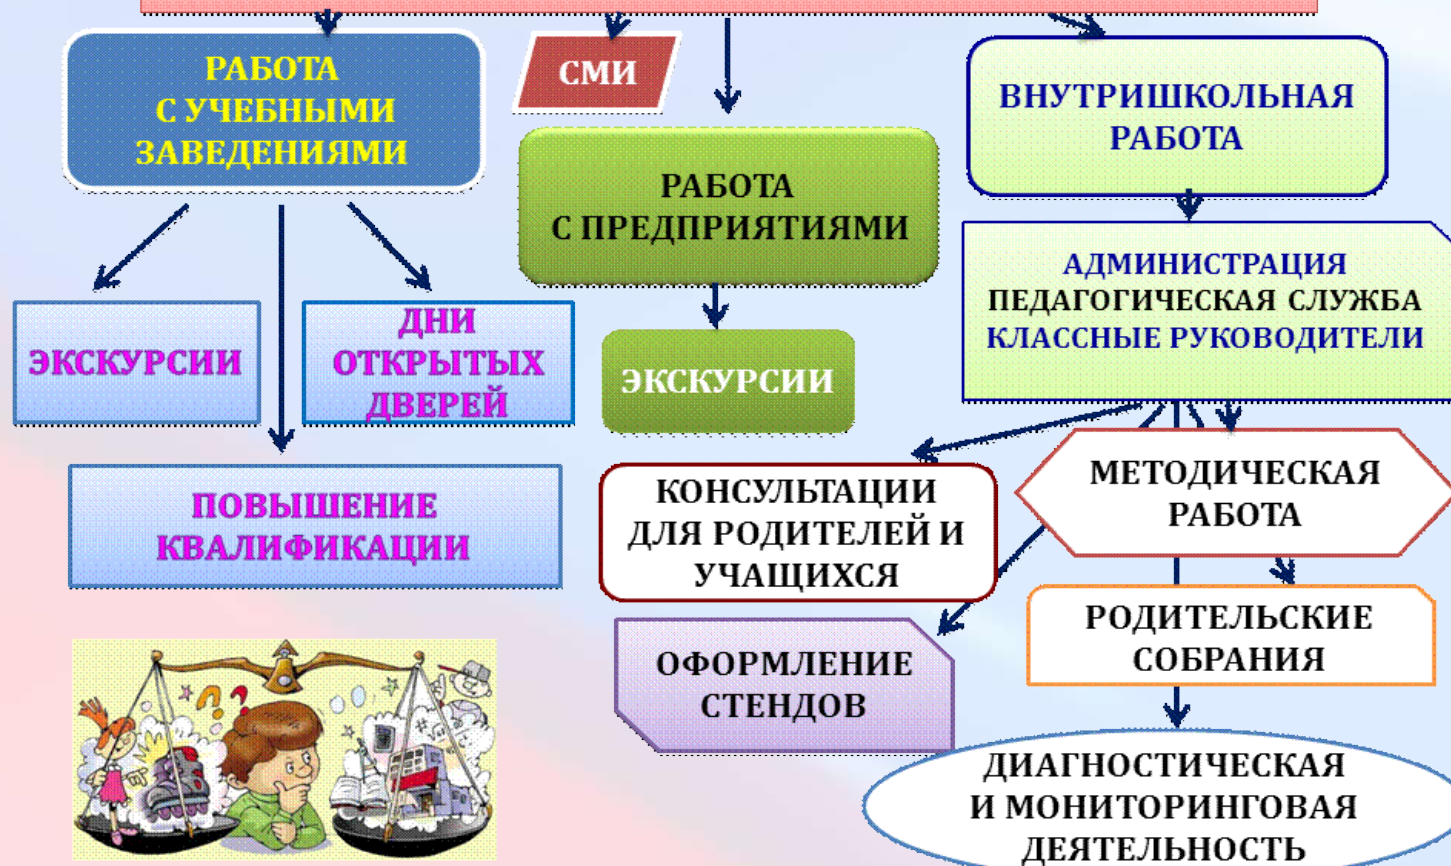 РАБОТА
С УЧЕБНЫМИ
ЗАВЕДЕНИЯМИ
СМИ
РАБОТА
С ПРЕДПРИЯТИЯМИ
ВНУТРИШКОЛЬНАЯ
РАБОТА
АДМИНИСТРАЦИЯ
ПЕДАГОГИЧЕСКАЯ СЛУЖБА
КЛАССНЫЕ РУКОВОДИТЕЛИ
ЭКСКУРСИИ
ДНИ
ОТКРЫТЫХ
ДВЕРЕЙ
ЭКСКУРСИИ
ПОВЫШЕНИЕ
КВАЛИФИКАЦИИ
КОНСУЛЬТАЦИИ
ДЛЯ РОДИТЕЛЕЙ И
УЧАЩИХСЯ
МЕТОДИЧЕСКАЯ
РАБОТА
ОФОРМЛЕНИЕ
СТЕНДОВ
РОДИТЕЛЬСКИЕ
СОБРАНИЯ
ДИАГНОСТИЧЕСКАЯ
И МОНИТОРИНГОВАЯ
ДЕЯТЕЛЬНОСТЬ